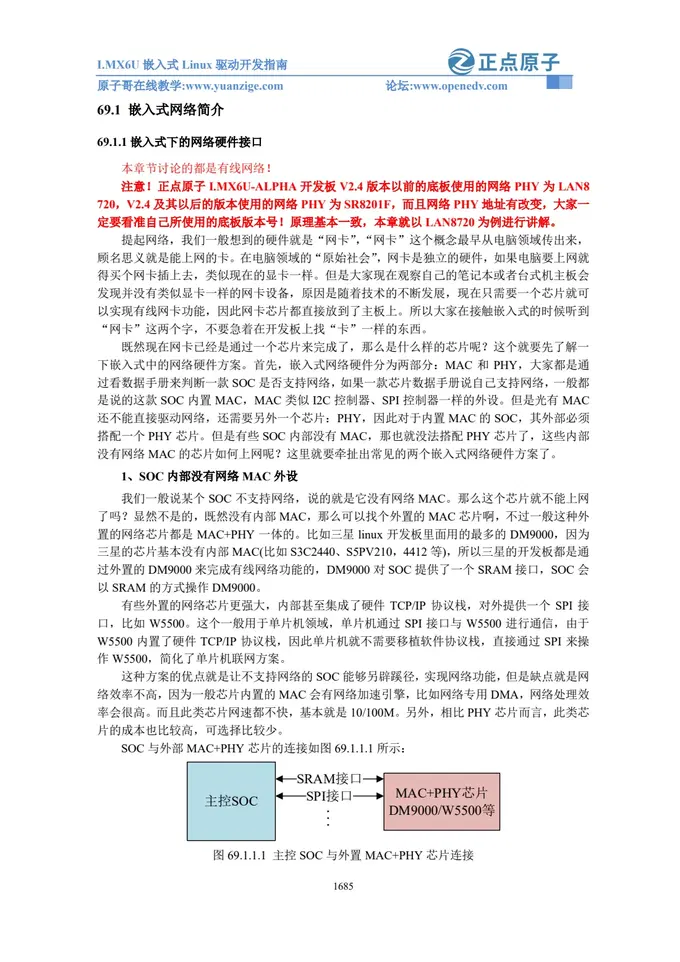 I.MX6U 嵌入式 Linux 驱动开发指南
正点原子
原子哥在线教学:www.yuanzige.com
论坛:www.openedv.com
69.1 嵌入式网络简介
69.1.1 嵌入式下的网络硬件接口
本章节讨论的都是有线网络！
注意！正点原子 I.MX6U-ALPHA 开发板 V2.4 版本以前的底板使用的网络 PHY 为 LAN8
720，V2.4 及其以后的版本使用的网络 PHY 为 SR8201F，而且网络 PHY 地址有改变，大家一
定要看准自己所使用的底板版本号！原理基本一致，本章就以 LAN8720 为例进行讲解。
提起网络，我们一般想到的硬件就是“网卡”，“网卡”这个概念最早从电脑领域传出来，
顾名思义就是能上网的卡。在电脑领域的“原始社会”，网卡是独立的硬件，如果电脑要上网就
得买个网卡插上去，类似现在的显卡一样。但是大家现在观察自己的笔记本或者台式机主板会
发现并没有类似显卡一样的网卡设备，原因是随着技术的不断发展，现在只需要一个芯片就可
以实现有线网卡功能，因此网卡芯片都直接放到了主板上。所以大家在接触嵌入式的时候听到
“网卡”这两个字，不要急着在开发板上找“卡”一样的东西。
既然现在网卡已经是通过一个芯片来完成了，那么是什么样的芯片呢？这个就要先了解一
下嵌入式中的网络硬件方案。首先，嵌入式网络硬件分为两部分：MAC 和 PHY，大家都是通
过看数据手册来判断一款 SOC 是否支持网络，如果一款芯片数据手册说自己支持网络，一般都
是说的这款 SOC 内置 MAC，MAC 类似 I2C 控制器、SPI 控制器一样的外设。但是光有 MAC
还不能直接驱动网络，还需要另外一个芯片：PHY，因此对于内置 MAC 的 SOC，其外部必须
搭配一个 PHY 芯片。但是有些 SOC 内部没有 MAC，那也就没法搭配 PHY 芯片了，这些内部
没有网络 MAC 的芯片如何上网呢？这里就要牵扯出常见的两个嵌入式网络硬件方案了。
1、SOC 内部没有网络 MAC 外设
我们一般说某个 SOC 不支持网络，说的就是它没有网络 MAC。那么这个芯片就不能上网
了吗？显然不是的，既然没有内部 MAC，那么可以找个外置的 MAC 芯片啊，不过一般这种外
置的网络芯片都是 MAC+PHY 一体的。比如三星 linux 开发板里面用的最多的 DM9000，因为
三星的芯片基本没有内部 MAC(比如 S3C2440、S5PV210，4412 等)，所以三星的开发板都是通
过外置的 DM9000 来完成有线网络功能的，DM9000 对 SOC 提供了一个 SRAM 接口，SOC 会
以 SRAM 的方式操作 DM9000。
有些外置的网络芯片更强大，内部甚至集成了硬件 TCP/IP 协议栈，对外提供一个 SPI 接
口，比如 W5500。这个一般用于单片机领域，单片机通过 SPI 接口与 W5500 进行通信，由于
W5500 内置了硬件 TCP/IP 协议栈，因此单片机就不需要移植软件协议栈，直接通过 SPI 来操
作 W5500，简化了单片机联网方案。
这种方案的优点就是让不支持网络的 SOC 能够另辟蹊径，实现网络功能，但是缺点就是网
络效率不高，因为一般芯片内置的 MAC 会有网络加速引擎，比如网络专用 DMA，网络处理效
率会很高。而且此类芯片网速都不快，基本就是 10/100M。另外，相比 PHY 芯片而言，此类芯
片的成本也比较高，可选择比较少。
SOC 与外部 MAC+PHY 芯片的连接如图 69.1.1.1 所示：
主控SOC
SRAM接口
SPI接口
MAC+PHY芯片
DM9000/W5500等
图 69.1.1.1 主控 SOC 与外置 MAC+PHY 芯片连接
1685